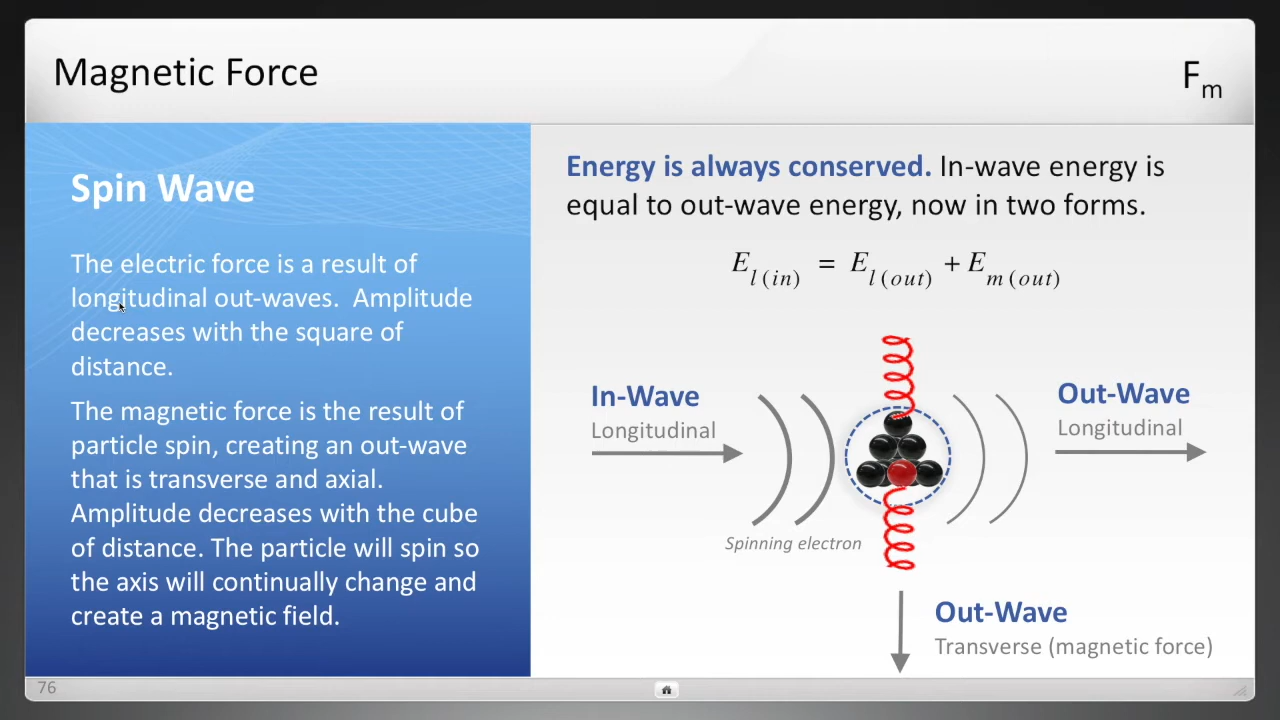 Magnetic Force
F_m
Spin Wave
The electric force is a result of
longitudinal out-waves.  Amplitude
decreases with the square of
distance.
The magnetic force is the result of
particle spin, creating an out-wave
that is transverse and axial.
Amplitude decreases with the cube
of distance. The particle will spin so
the axis will continually change and
create a magnetic field.
Energy is always conserved. In-wave energy is
equal to out-wave energy, now in two forms.
E_l (in) = E_l (out) + E_m (out)
In-Wave
Longitudinal
Out-Wave
Longitudinal
Spinning electron
Out-Wave
Transverse (magnetic force)
76